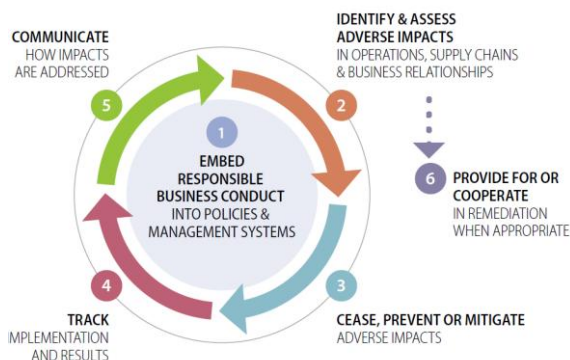 1
EMBED
RESPONSIBLE
BUSINESS CONDUCT
INTO POLICIES &
MANAGEMENT SYSTEMS
2
IDENTIFY & ASSESS
ADVERSE IMPACTS
IN OPERATIONS, SUPPLY CHAINS
& BUSINESS RELATIONSHIPS
3
CEASE, PREVENT OR MITIGATE
ADVERSE IMPACTS
4
TRACK
IMPLEMENTATION
AND RESULTS
5
COMMUNICATE
HOW IMPACTS
ARE ADDRESSED
6
PROVIDE FOR OR
COOPERATE
IN REMEDIATION
WHEN APPROPRIATE